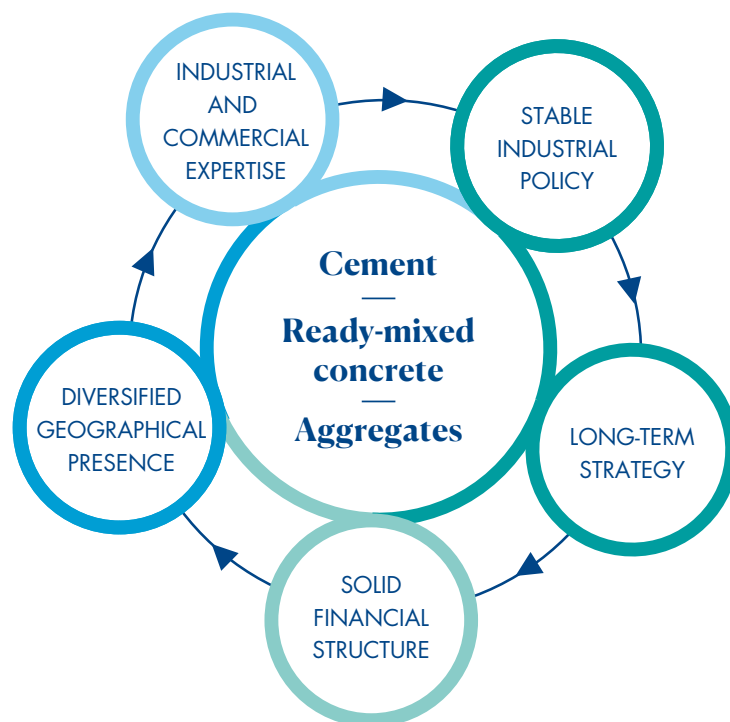 INDUSTRIAL
AND
COMMERCIAL
EXPERTISE
STABLE
INDUSTRIAL
POLICY
Cement
Ready-mixed
concrete
Aggregates
DIVERSIFIED
GEOGRAPHICAL
PRESENCE
LONG-TERM
STRATEGY
SOLID
FINANCIAL
STRUCTURE